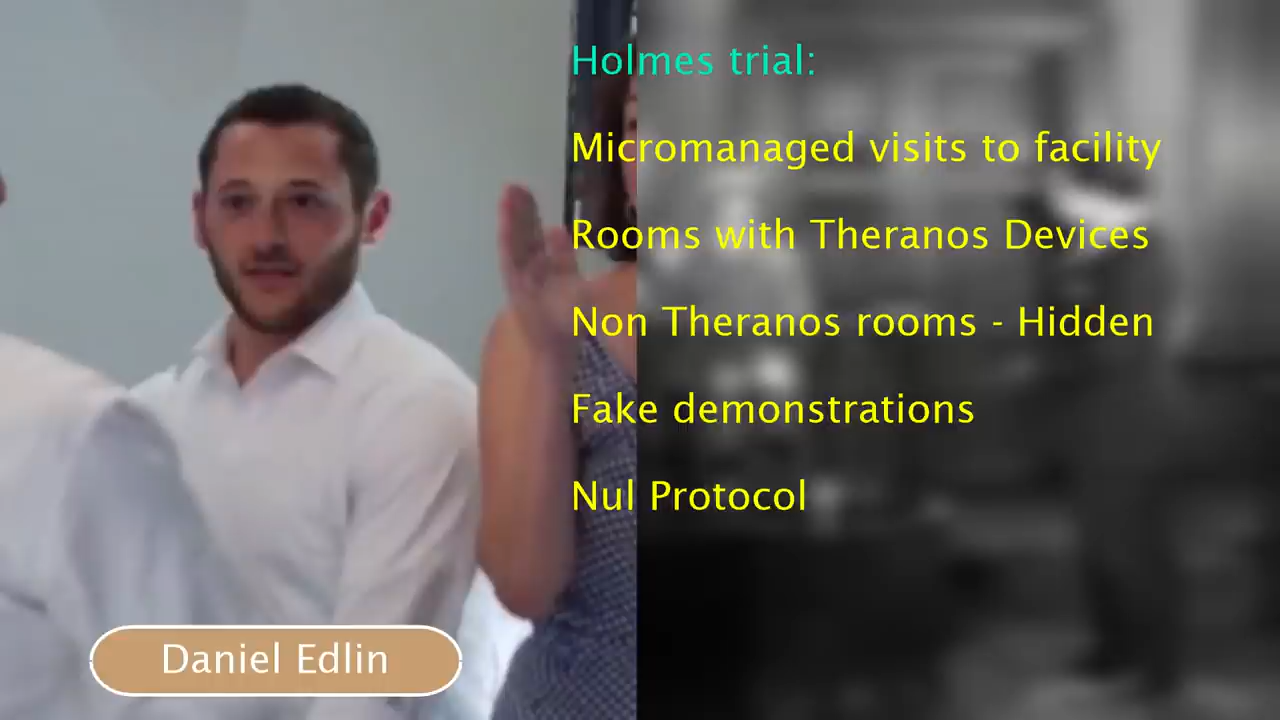 Holmes trial:
Micromanaged visits to facility
Rooms with Theranos Devices
Non Theranos rooms - Hidden
Fake demonstrations
Nul Protocol
Daniel Edlin